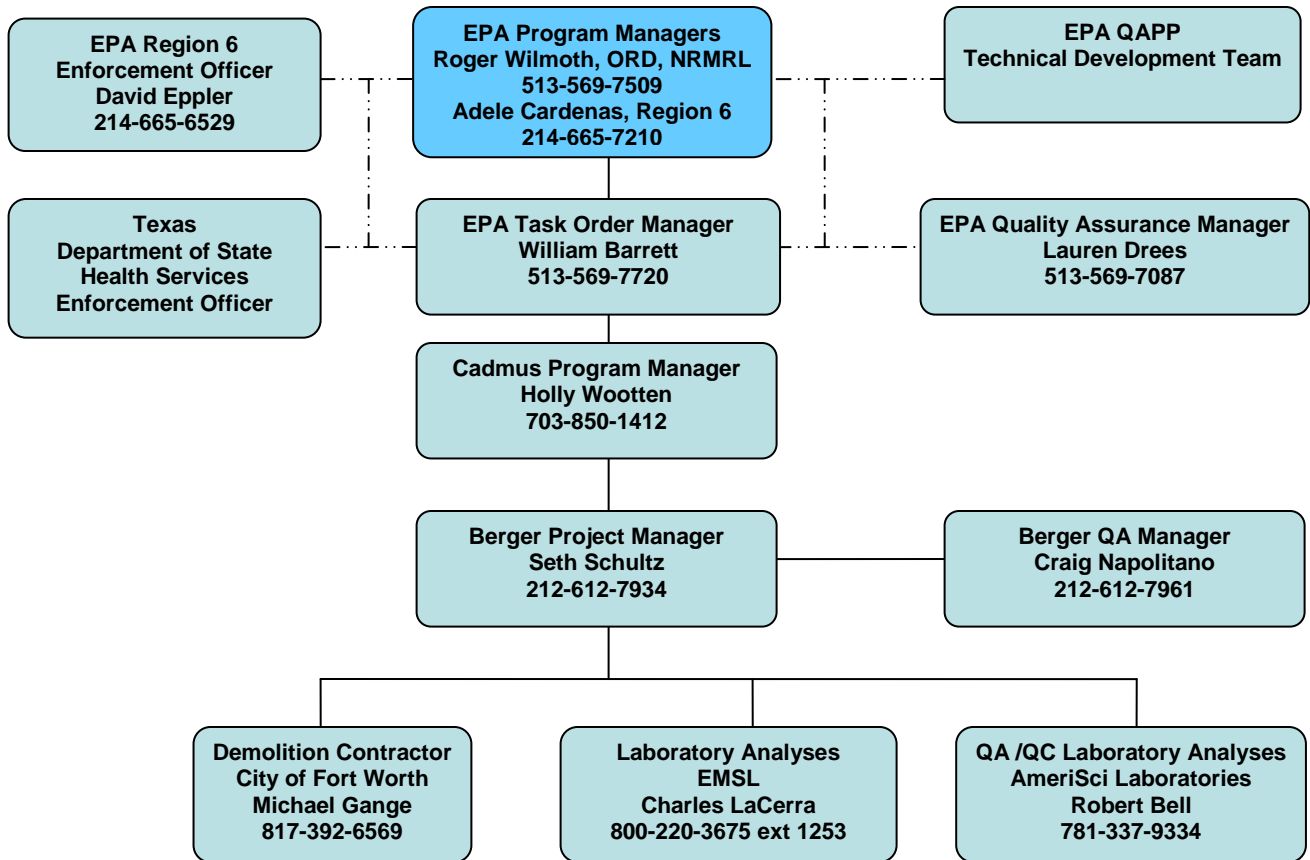 EPA Region 6
Enforcement Officer
David Eppler
214-665-6529
EPA Program Managers
Roger Wilmoth, ORD, NRMRL
513-569-7509
Adele Cardenas, Region 6
214-665-7210
EPA QAPP
Technical Development Team
Texas
Department of State
Health Services
Enforcement Officer
EPA Task Order Manager
William Barrett
513-569-7720
EPA Quality Assurance Manager
Lauren Drees
513-569-7087
Cadmus Program Manager
Holly Wootten
703-850-1412
Berger Project Manager
Seth Schultz
212-612-7934
Berger QA Manager
Craig Napolitano
212-612-7961
Demolition Contractor
City of Fort Worth
Michael Gange
817-392-6569
Laboratory Analyses
EMSL
Charles LaCerra
800-220-3675 ext 1253
QA /QC Laboratory Analyses
AmeriSci Laboratories
Robert Bell
781-337-9334